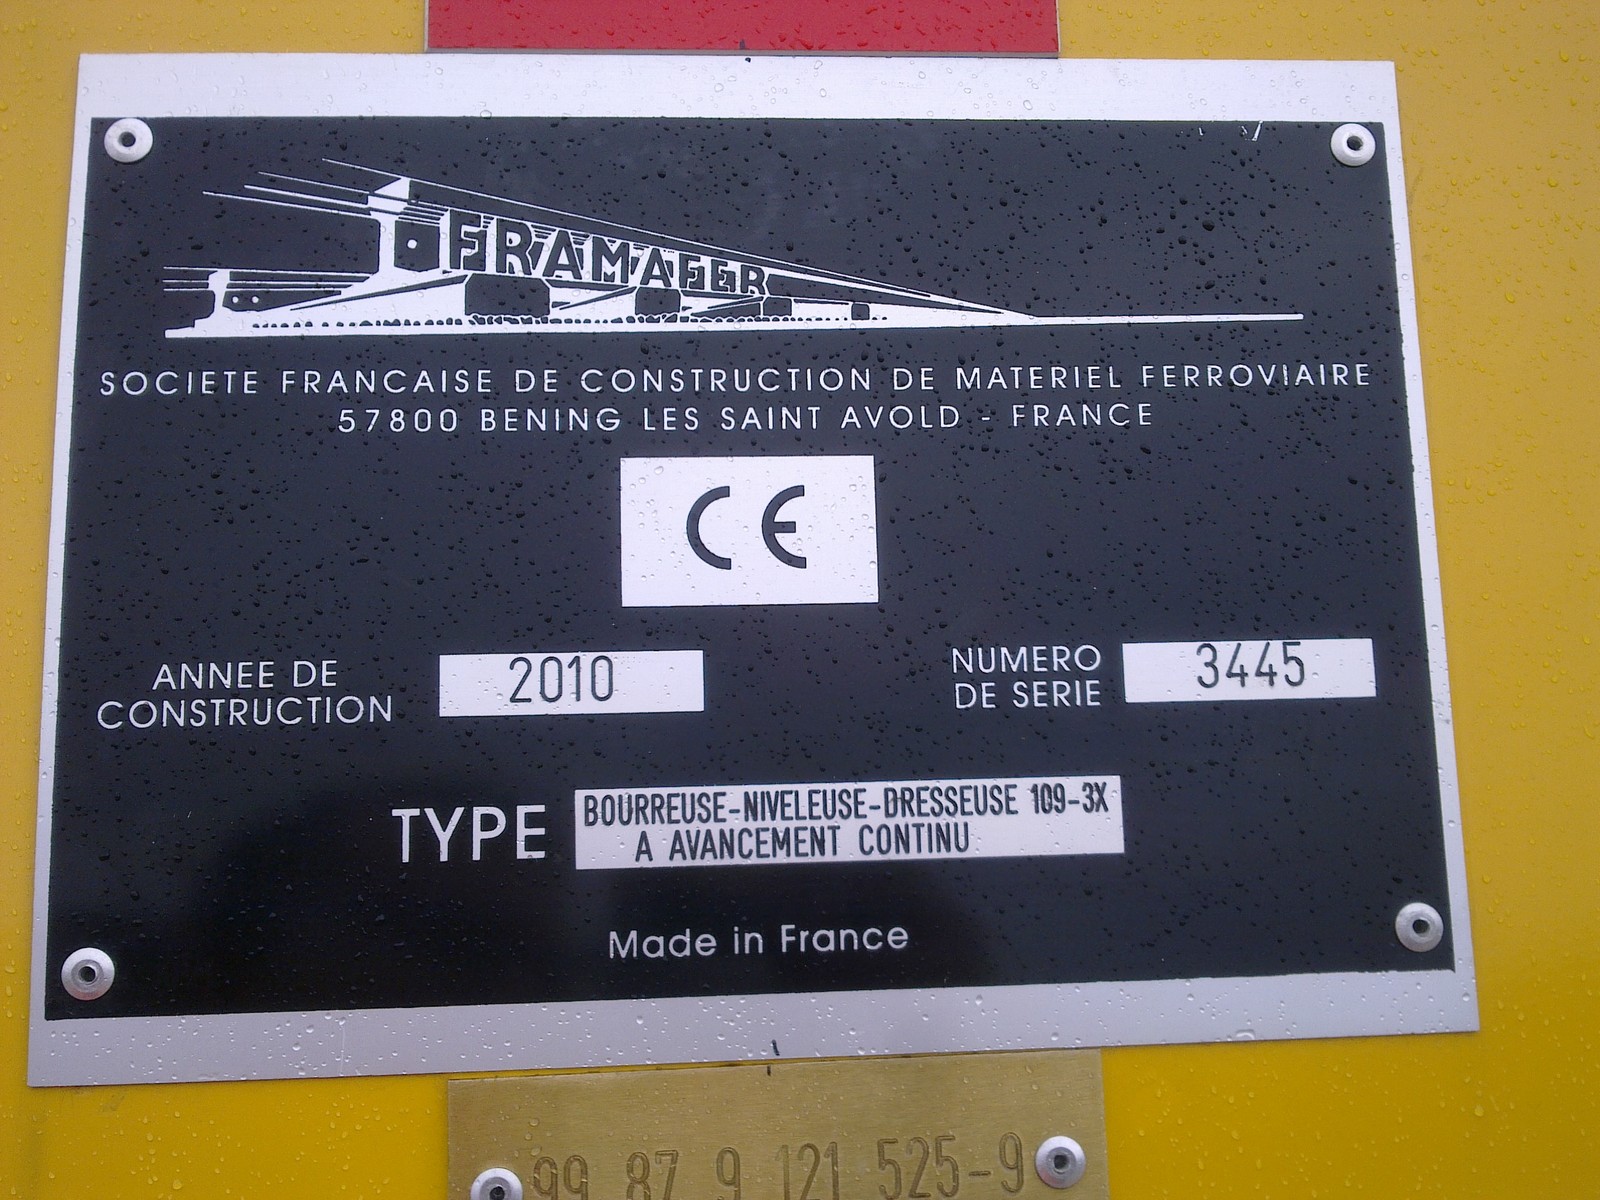 FRAMAFER
SOCIETE FRANCAISE DE CONSTRUCTION DE MATERIEL FERROVIAIRE
57800 BENING LES SAINT AVOLD - FRANCE
CE
ANNEE DE
CONSTRUCTION
2010
NUMERO
DE SERIE
3445
TYPE
BOURREUSE-NIVELEUSE-DRESSEUSE 109-3X
A AVANCEMENT CONTINU
Made in France
99 87 9 121 525-9